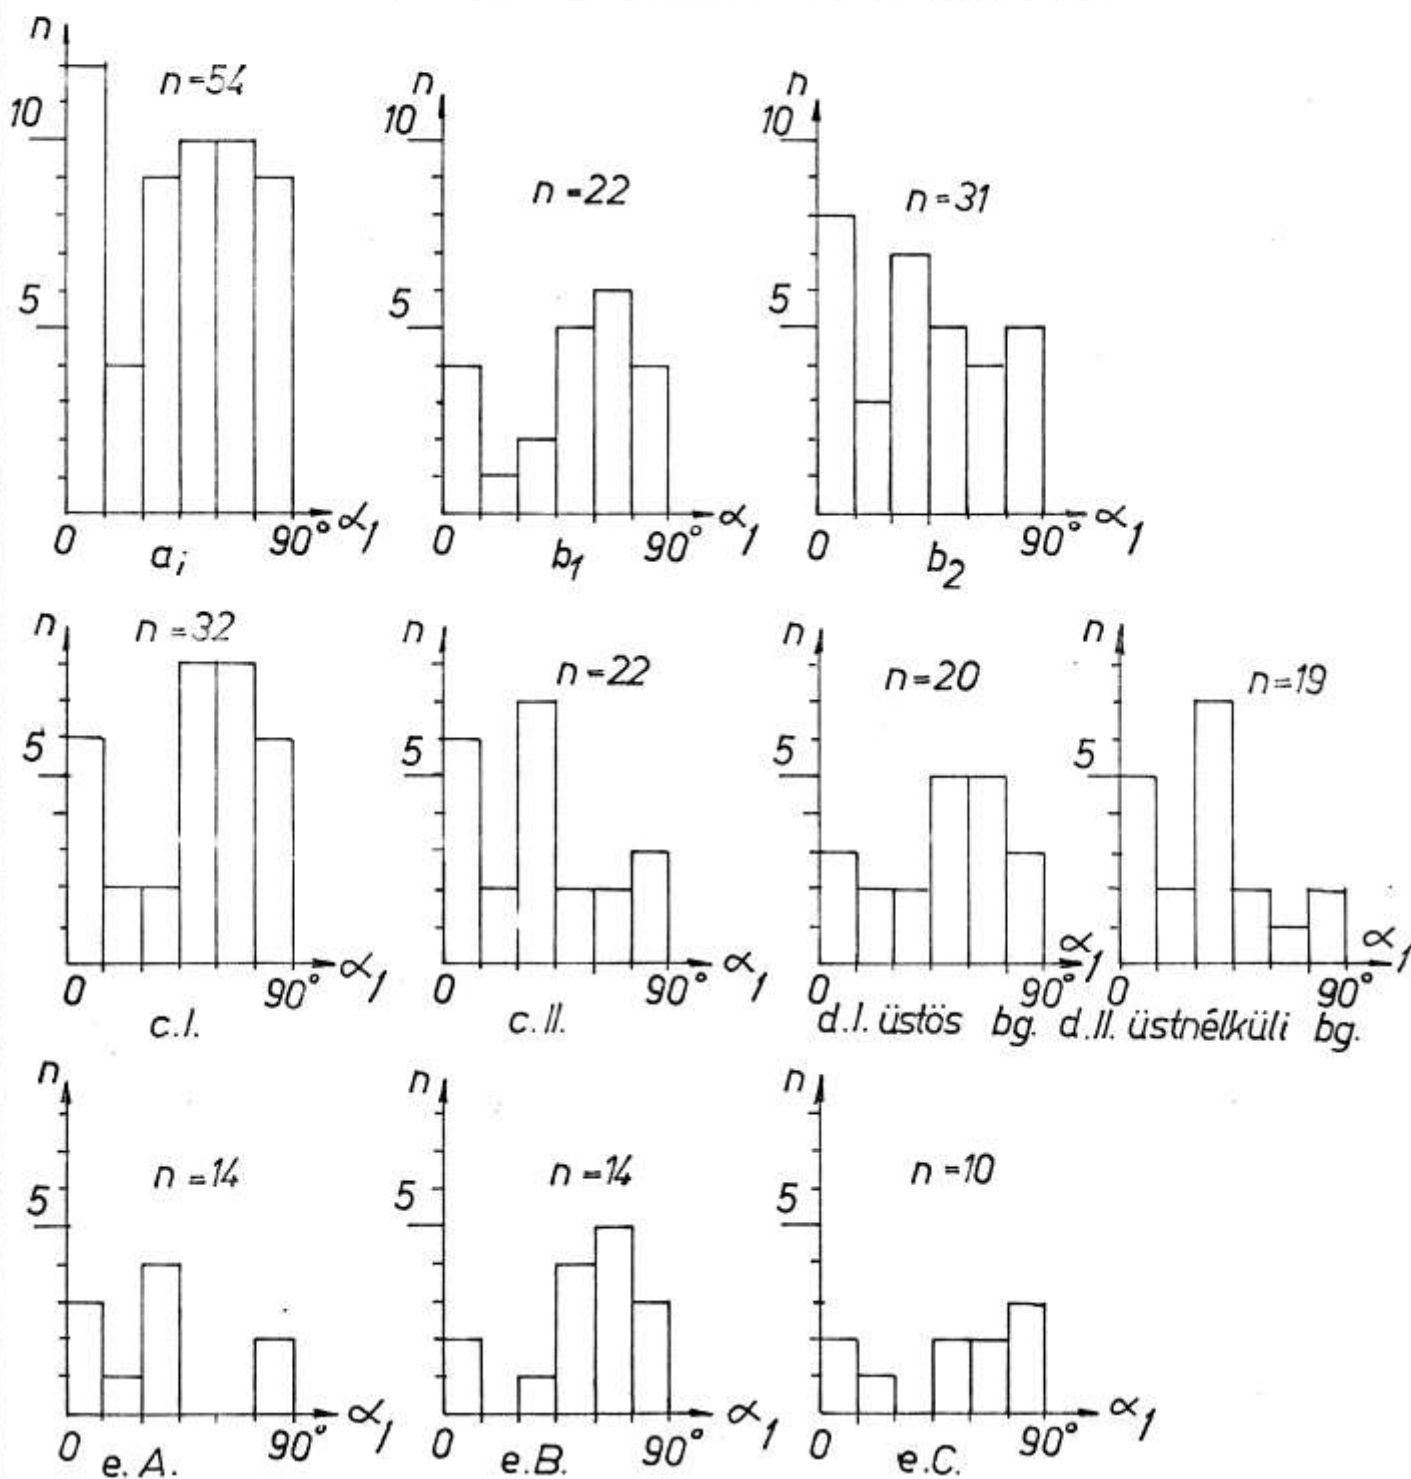 n
n=54
10
5
0 90° α1
ai
n
n=22
10
5
0 90° α1
b1
n
n=31
10
5
0 90° α1
b2
n
n=32
5
0 90° α1
c.I.
n
n=22
5
0 90° α1
c.II.
n
n=20
5
0 90° α1
d.I. üstös bg.
n
n=19
5
0 90° α1
d.II. üstnélküli bg.
n
n=14
5
0 90° α1
e.A.
n
n=14
5
0 90° α1
e.B.
n
n=10
5
0 90° α1
e.C.